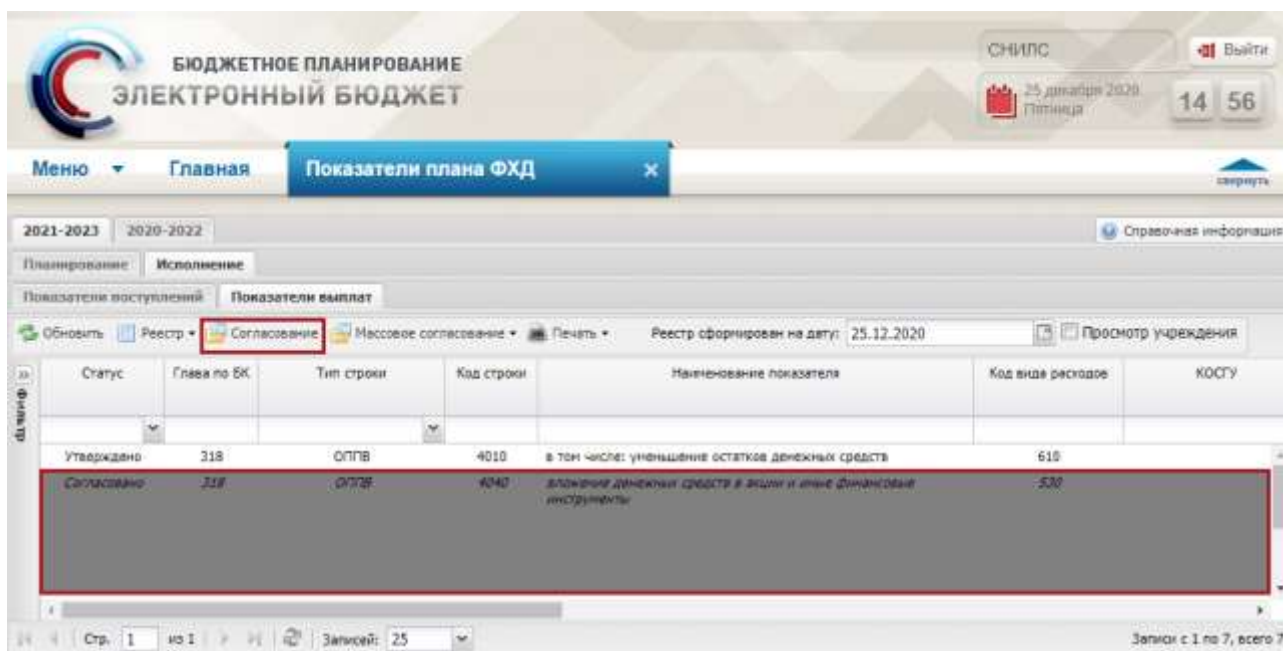 СНИЛС
Выйти
БЮДЖЕТНОЕ ПЛАНИРОВАНИЕ
ЭЛЕКТРОННЫЙ БЮДЖЕТ
25 декабря 2020
Пятница
14 56
Меню Главная Показатели плана ФХД
свернуть
2021-2023 2020-2022 Справочная информация
Планирование Исполнение
Показатели поступлений Показатели выплат
Обновить Реестр Согласование Массовое согласование Печать Реестр сформирован на дату: 25.12.2020 Просмотр учреждения
Фильтр
Статус Глава по БК Тип строки Код строки Наименование показателя Код вида расходов КОСГУ
Утверждено 318 ОППВ 4010 в том числе: уменьшение остатков денежных средств 610
Согласовано 318 ОППВ 4040 вложение денежных средств в акции и иные финансовые 530
инструменты
Стр. 1 из 1 Записей: 25 Записи с 1 по 7, всего 7